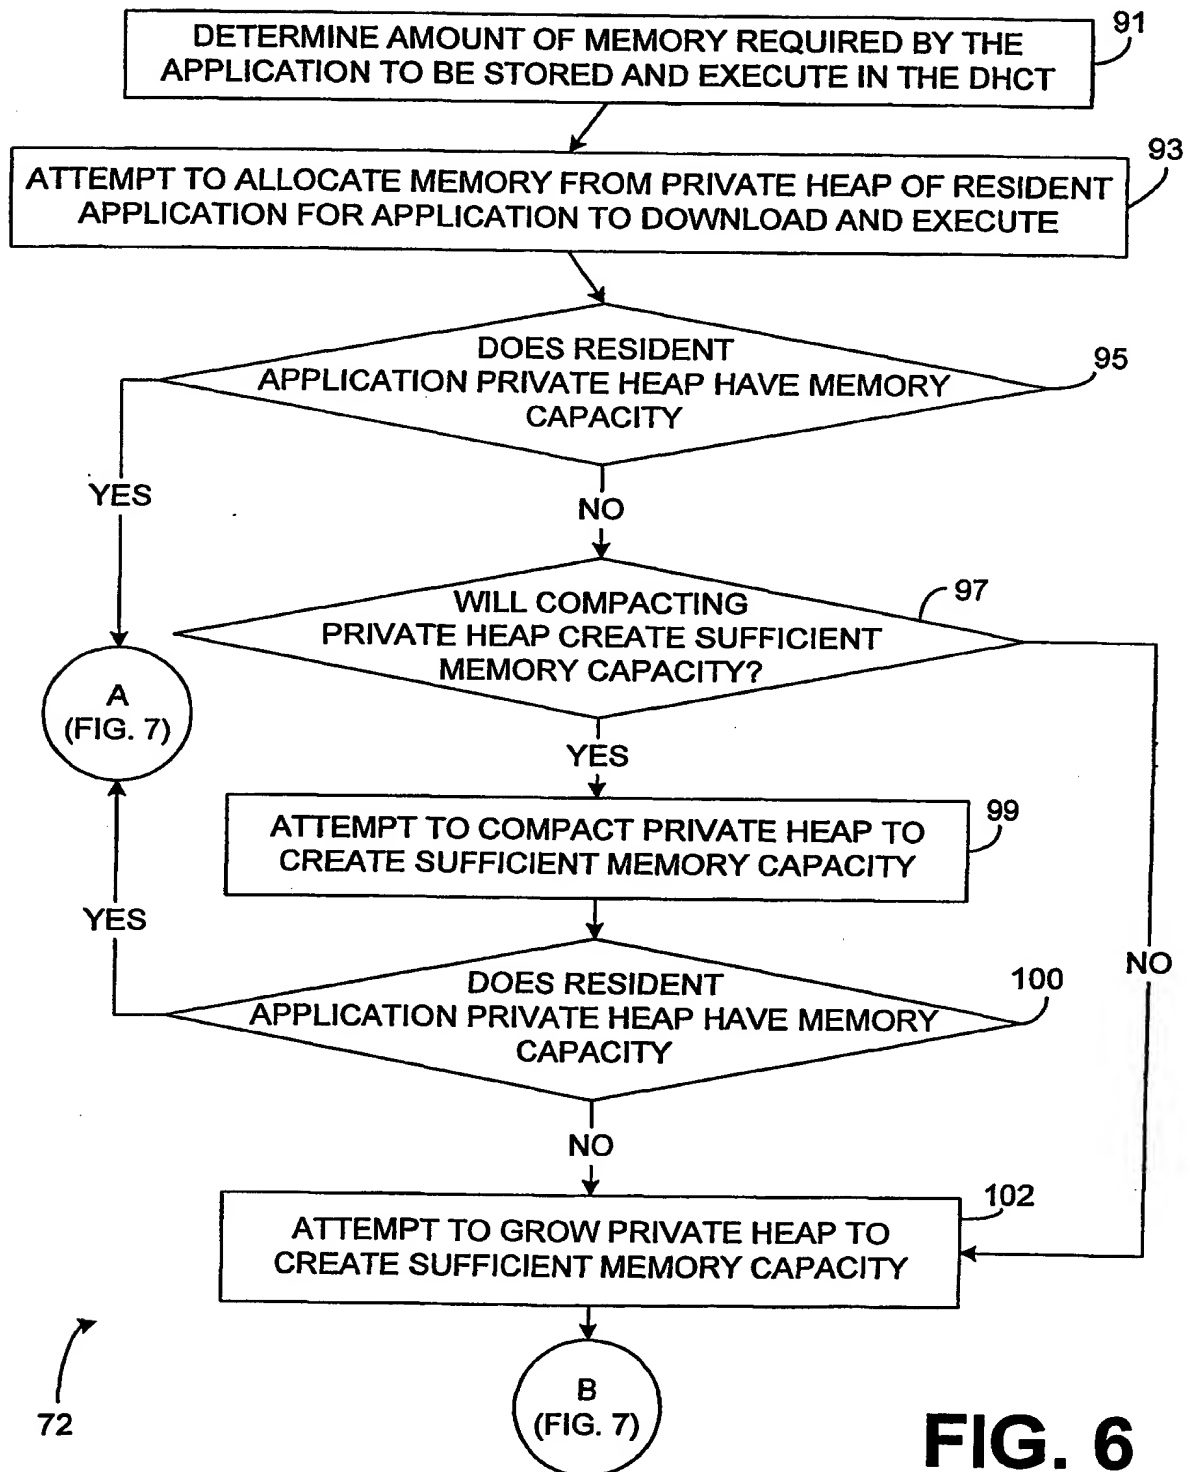 91
DETERMINE AMOUNT OF MEMORY REQUIRED BY THE
APPLICATION TO BE STORED AND EXECUTE IN THE DHCT
93
ATTEMPT TO ALLOCATE MEMORY FROM PRIVATE HEAP OF RESIDENT
APPLICATION FOR APPLICATION TO DOWNLOAD AND EXECUTE
DOES RESIDENT
APPLICATION PRIVATE HEAP HAVE MEMORY
CAPACITY
95
YES
NO
WILL COMPACTING
PRIVATE HEAP CREATE SUFFICIENT
MEMORY CAPACITY?
97
A
(FIG. 7)
YES
ATTEMPT TO COMPACT PRIVATE HEAP TO
CREATE SUFFICIENT MEMORY CAPACITY
99
YES
NO
DOES RESIDENT
APPLICATION PRIVATE HEAP HAVE MEMORY
CAPACITY
100
NO
102
ATTEMPT TO GROW PRIVATE HEAP TO
CREATE SUFFICIENT MEMORY CAPACITY
B
(FIG. 7)
72
FIG. 6